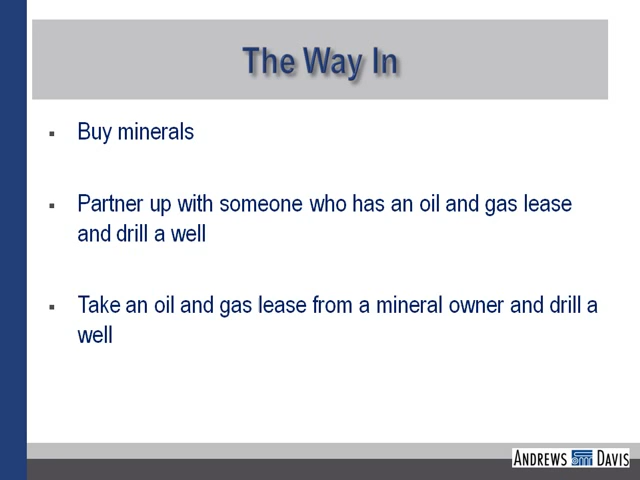 The Way In
Buy minerals
Partner up with someone who has an oil and gas lease
and drill a well
Take an oil and gas lease from a mineral owner and drill a
well
ANDREWS DAVIS